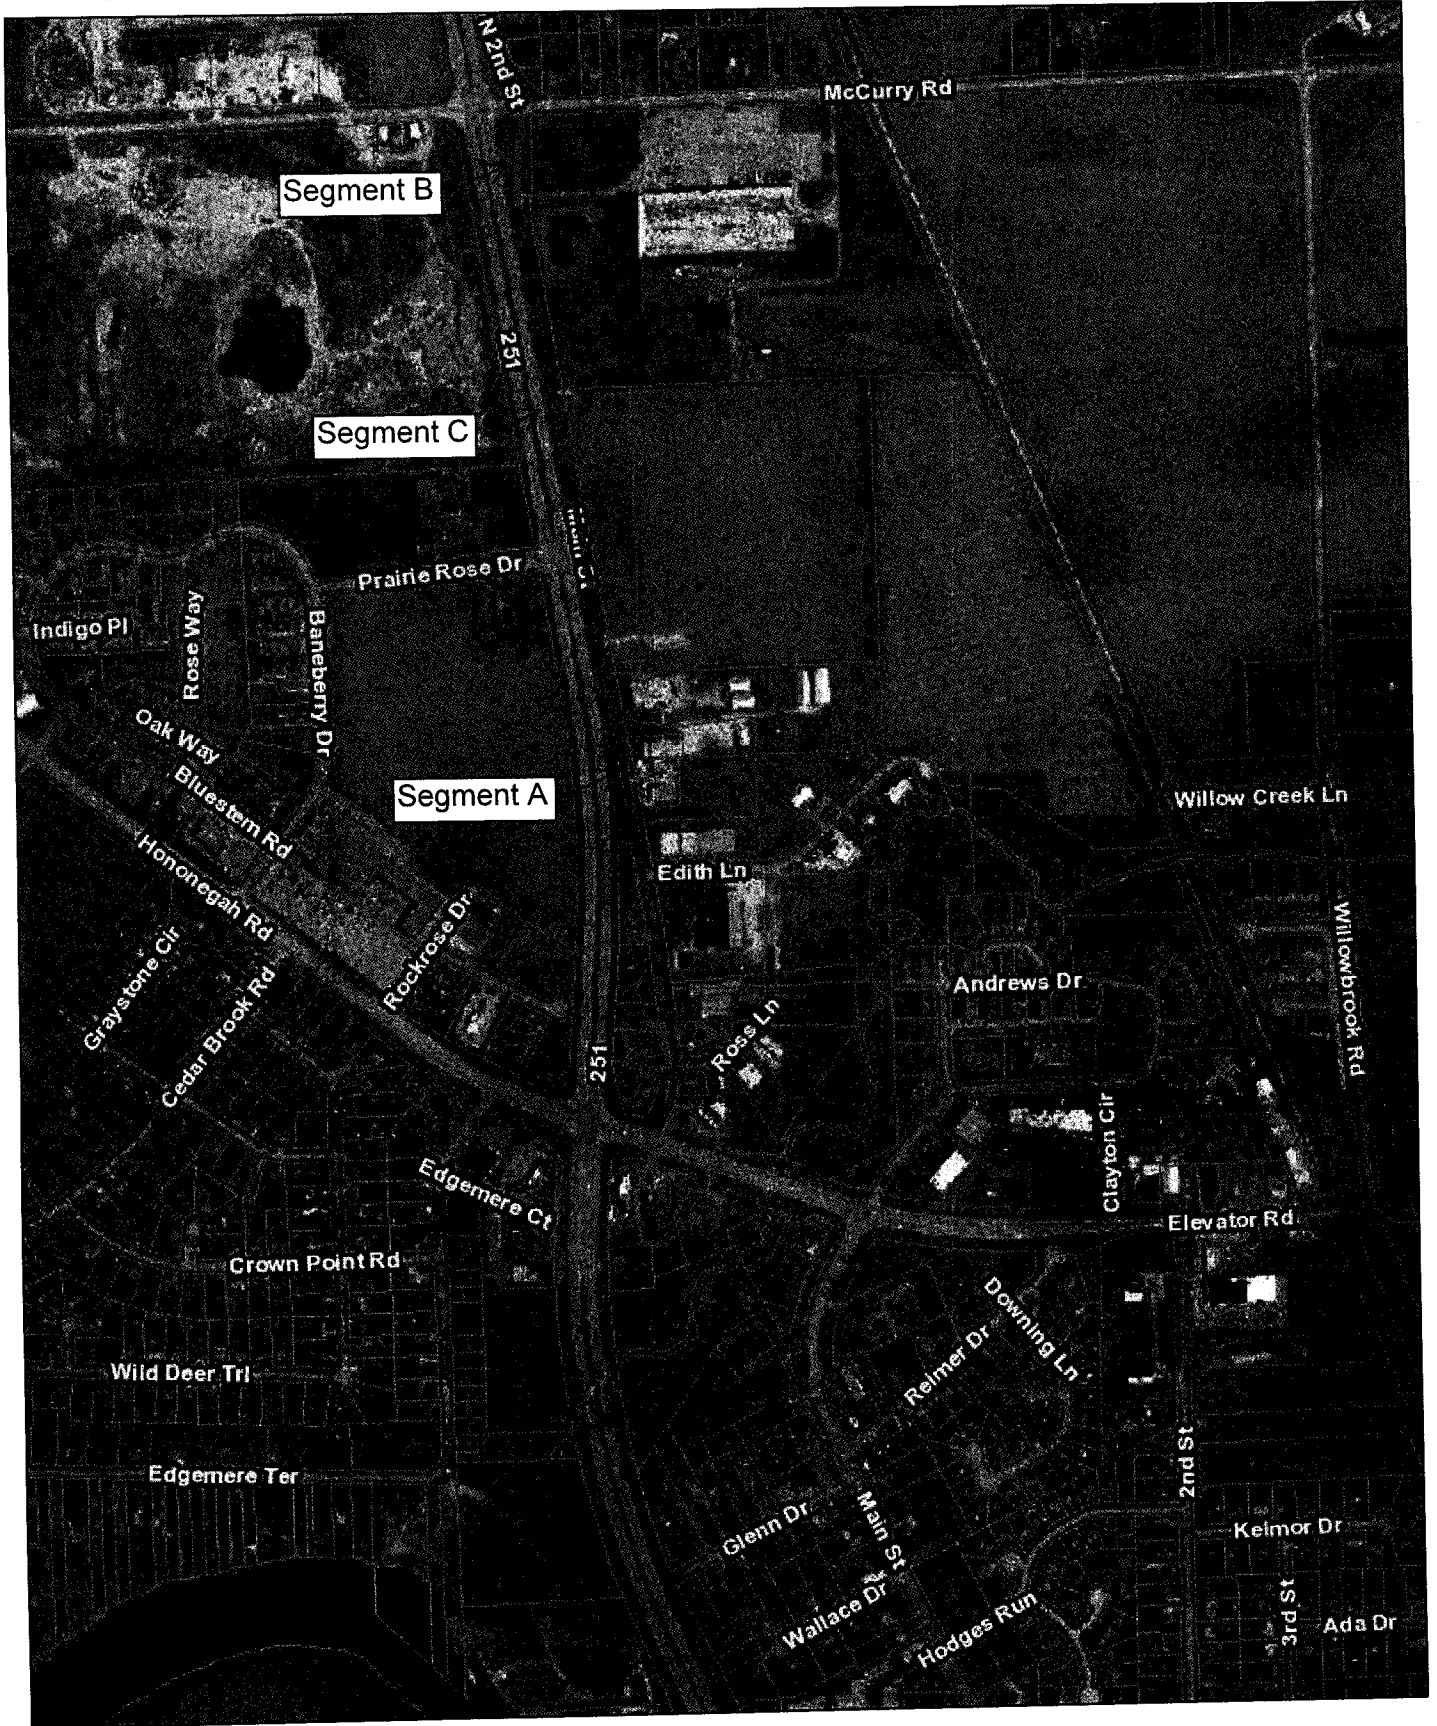 N 2nd St
McCurry Rd
Segment B
251
Segment C
Prairie Rose Dr
Indigo Pl
Rose Way
Baneberry Dr
Oak Way
Bluestem Rd
Segment A
Willow Creek Ln
Hononegah Rd
Edith Ln
Rockrose Dr
Graystone Cir
Cedar Brook Rd
Andrews Dr
Willowbrook Rd
Ross Ln
251
Clayton Cir
Edgemere Ct
Elevator Rd
Crown Point Rd
Downing Ln
Reimer Dr
Wild Deer Trl
2nd St
Edgemere Ter
Main St
Glenn Dr
Kelmor Dr
Wallace Dr
Hodges Run
3rd St
Ada Dr